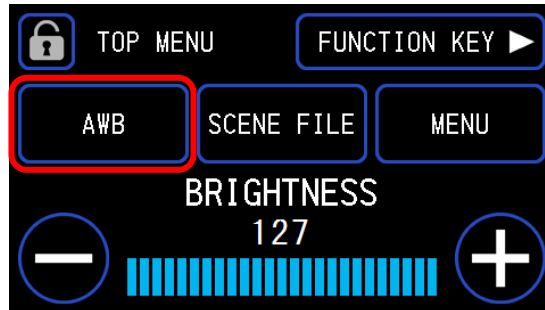 TOP MENU
FUNCTION KEY ▶
AWB
SCENE FILE
MENU
BRIGHTNESS
127